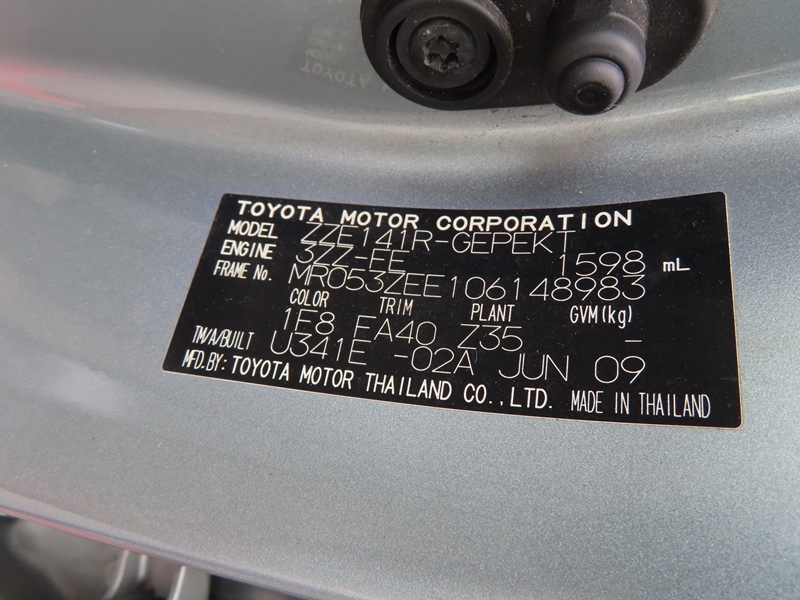 TOYOTA MOTOR CORPORATION
MODEL ZZE141R-GEPEKT
ENGINE 3ZZ-FE 1598 mL
FRAME No. MR053ZEE106148983
COLOR TRIM PLANT GVM(kg)
1F8 FA40 Z35 -
TM/A/BUILT U341E -02A JUN 09
MFD.BY: TOYOTA MOTOR THAILAND CO.,LTD. MADE IN THAILAND